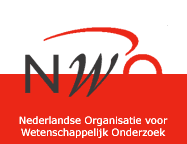 NWO
Nederlandse Organisatie voor
Wetenschappelijk Onderzoek